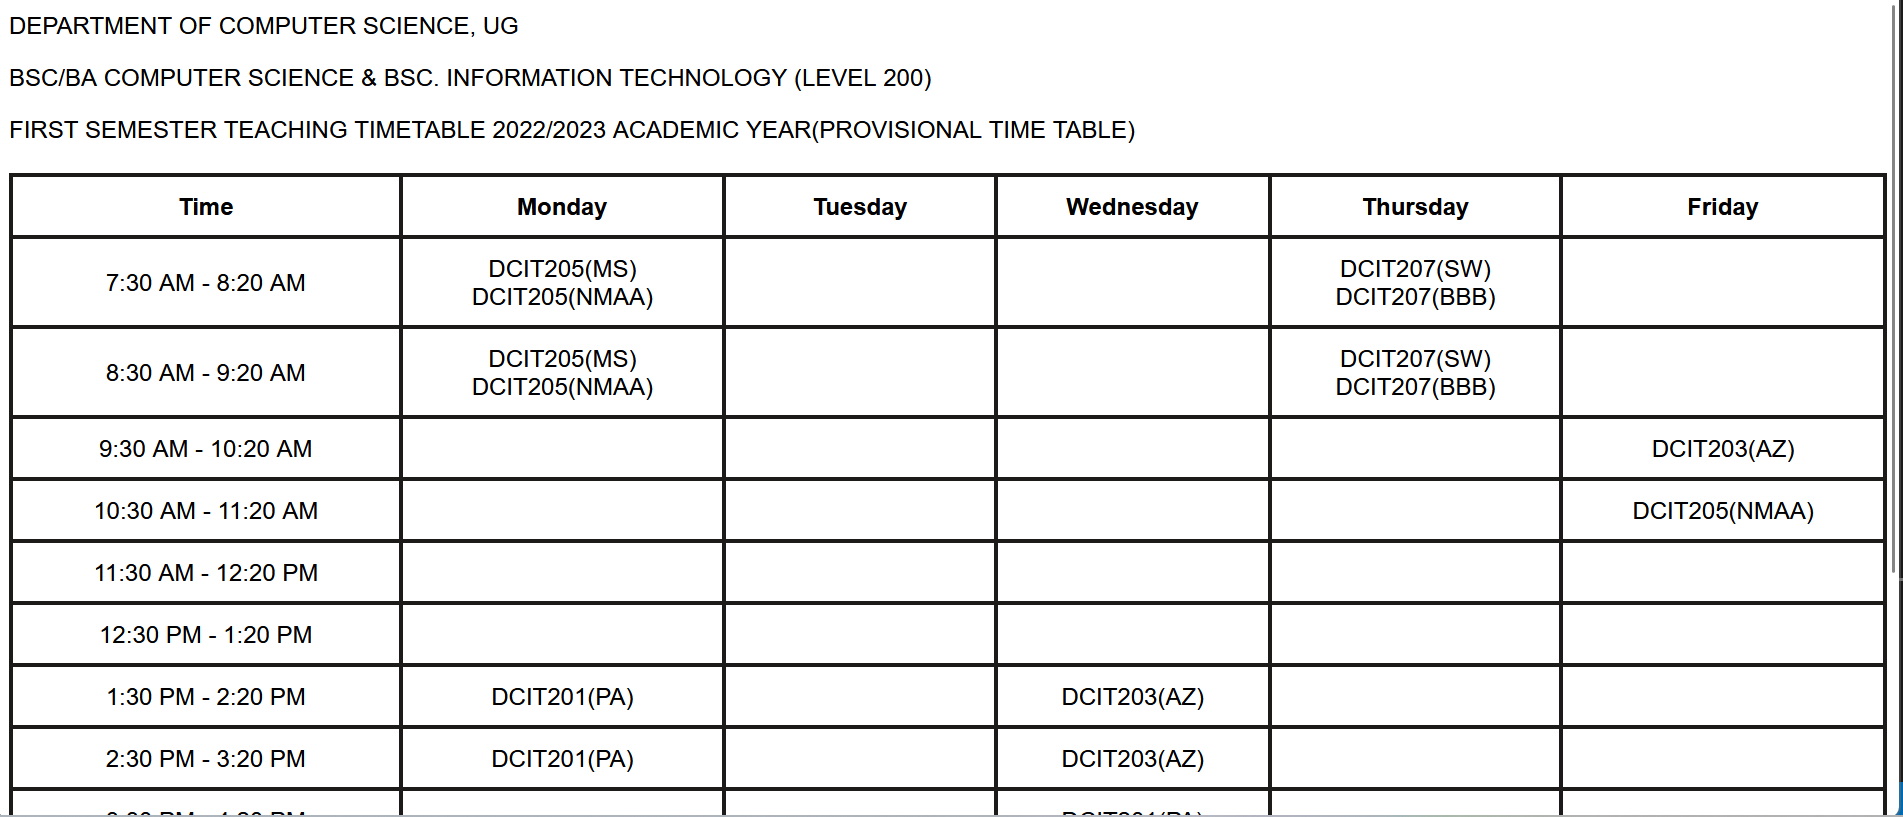 DEPARTMENT OF COMPUTER SCIENCE, UG
BSC/BA COMPUTER SCIENCE & BSC. INFORMATION TECHNOLOGY (LEVEL 200)
FIRST SEMESTER TEACHING TIMETABLE 2022/2023 ACADEMIC YEAR(PROVISIONAL TIME TABLE)
Time Monday Tuesday Wednesday Thursday Friday
7:30 AM - 8:20 AM DCIT205(MS) DCIT207(SW)
DCIT205(NMAA) DCIT207(BBB)
8:30 AM - 9:20 AM DCIT205(MS) DCIT207(SW)
DCIT205(NMAA) DCIT207(BBB)
9:30 AM - 10:20 AM DCIT203(AZ)
10:30 AM - 11:20 AM DCIT205(NMAA)
11:30 AM - 12:20 PM
12:30 PM - 1:20 PM
1:30 PM - 2:20 PM DCIT201(PA) DCIT203(AZ)
2:30 PM - 3:20 PM DCIT201(PA) DCIT203(AZ)